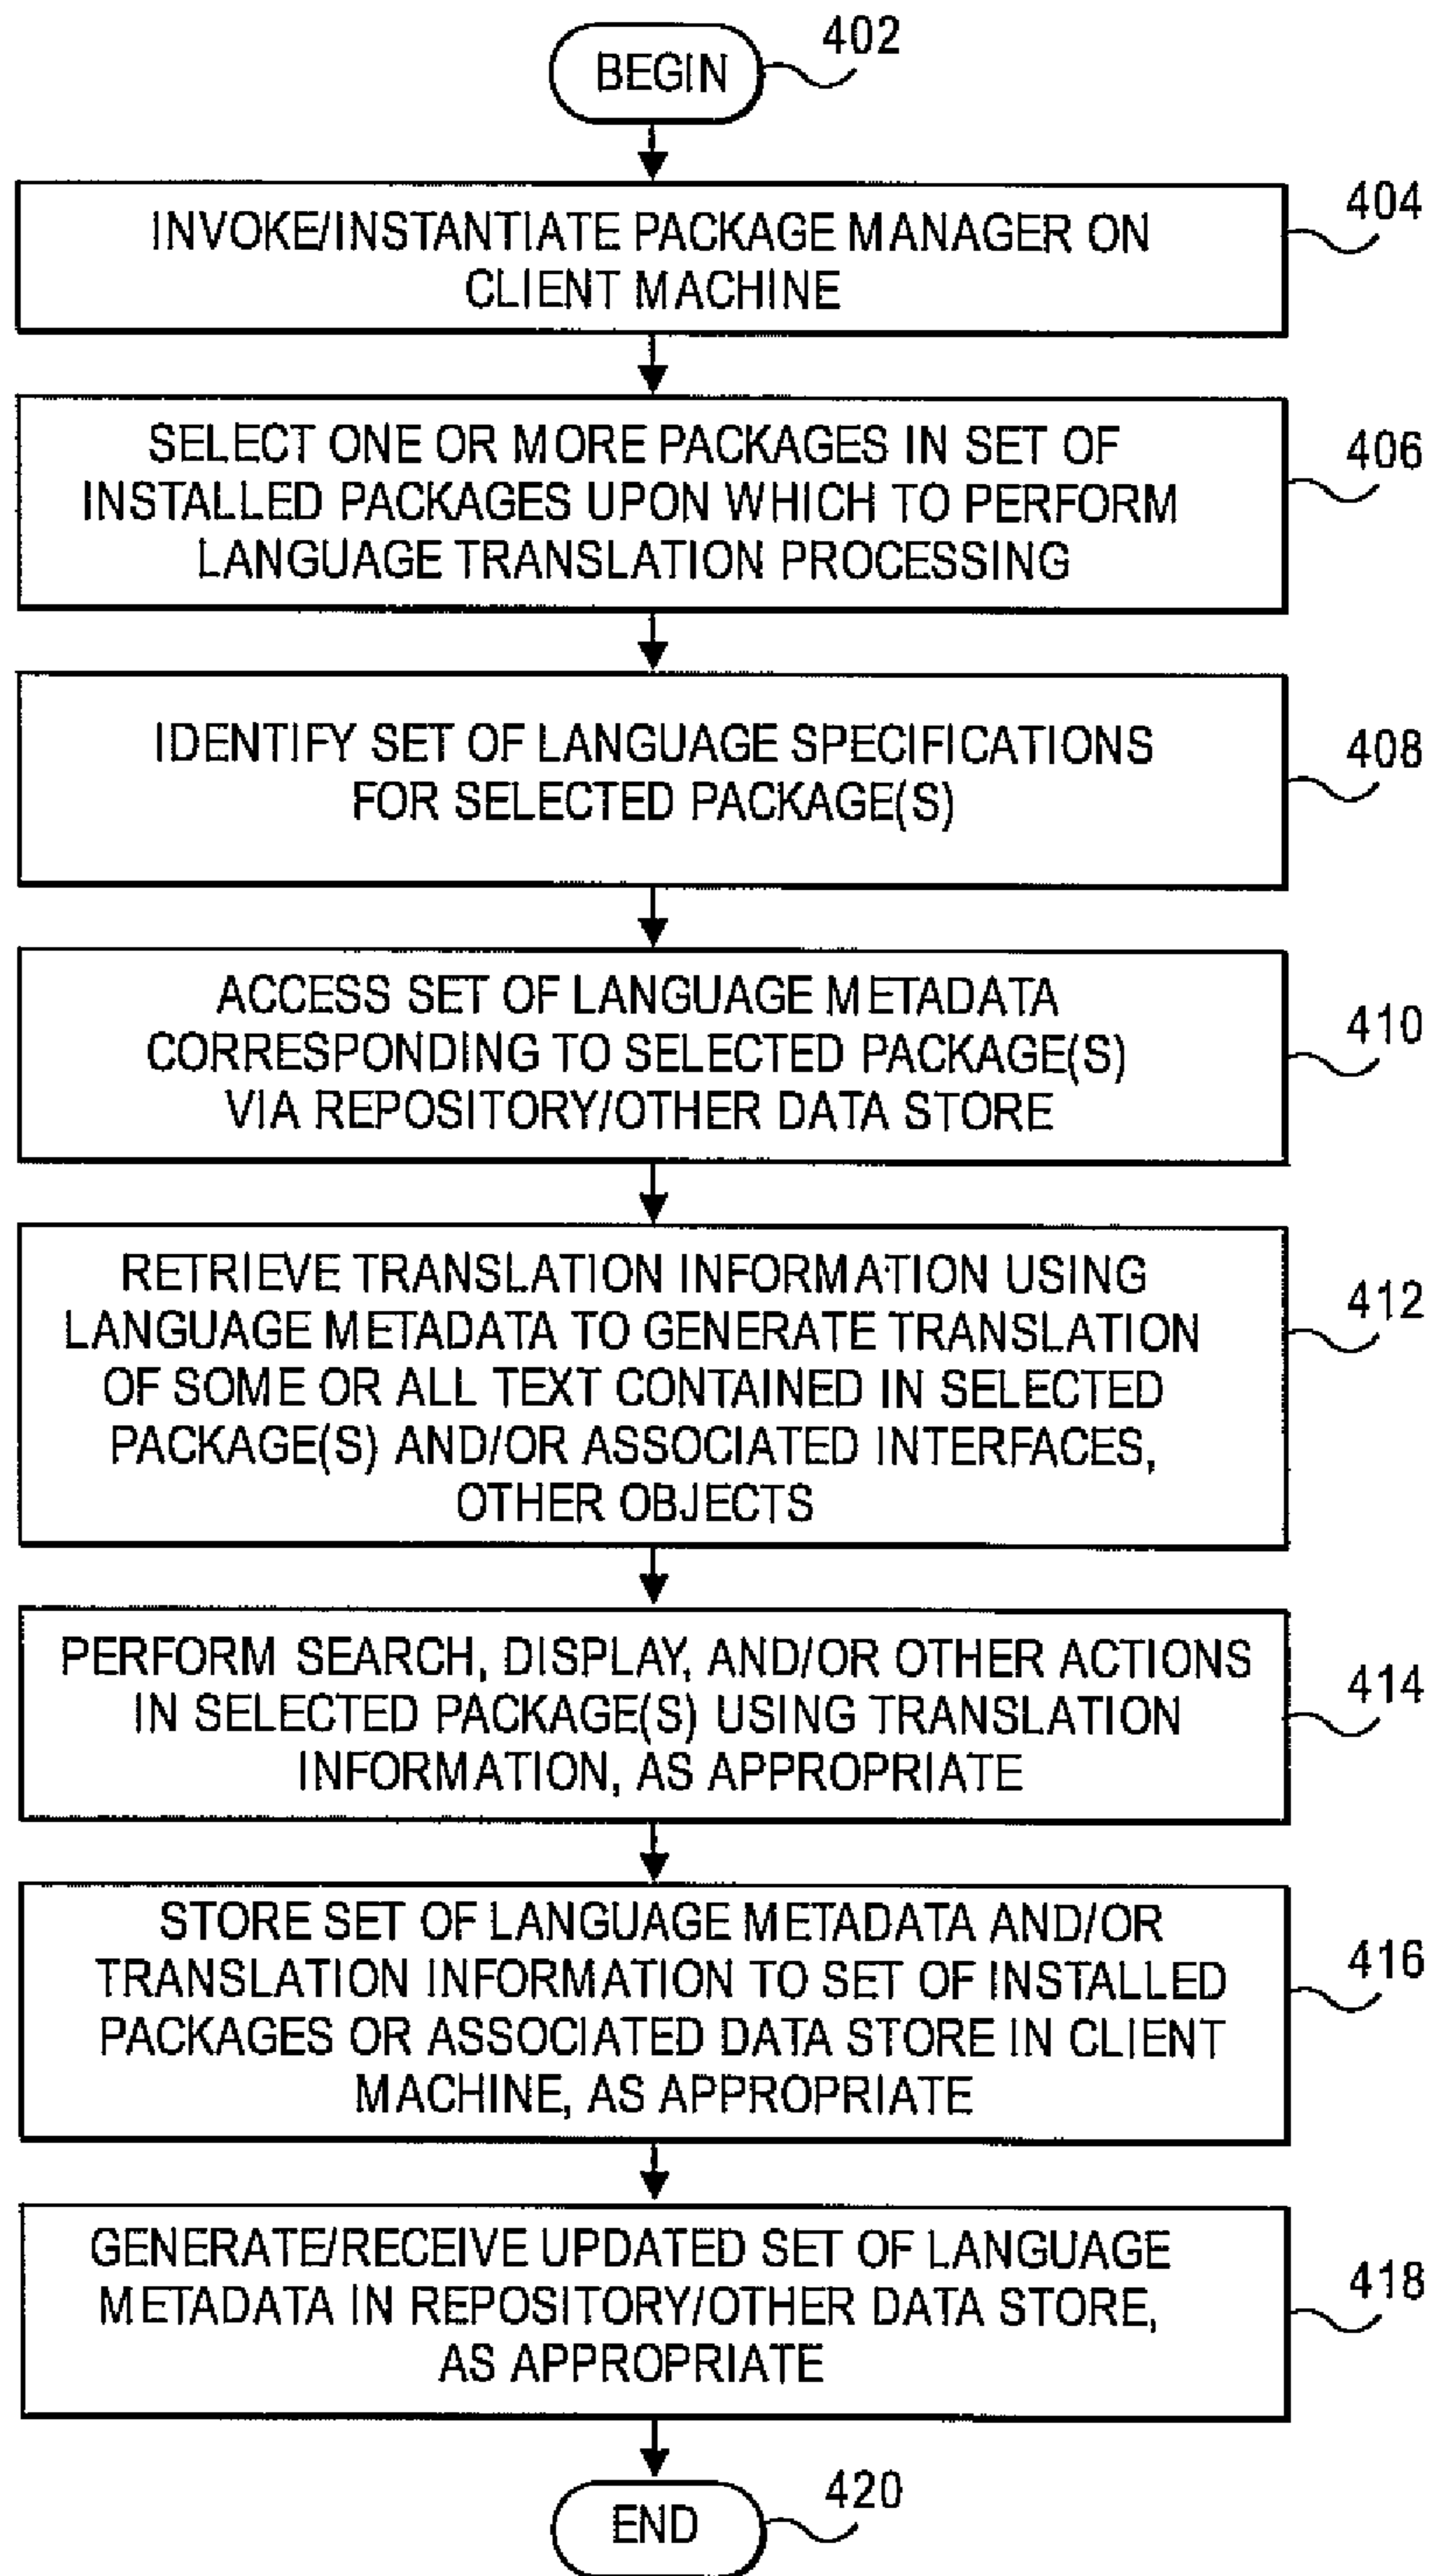 BEGIN
402
INVOKE/INSTANTIATE PACKAGE MANAGER ON
CLIENT MACHINE
404
SELECT ONE OR MORE PACKAGES IN SET OF
INSTALLED PACKAGES UPON WHICH TO PERFORM
LANGUAGE TRANSLATION PROCESSING
406
IDENTIFY SET OF LANGUAGE SPECIFICATIONS
FOR SELECTED PACKAGE(S)
408
ACCESS SET OF LANGUAGE METADATA
CORRESPONDING TO SELECTED PACKAGE(S)
VIA REPOSITORY/OTHER DATA STORE
410
RETRIEVE TRANSLATION INFORMATION USING
LANGUAGE METADATA TO GENERATE TRANSLATION
OF SOME OR ALL TEXT CONTAINED IN SELECTED
PACKAGE(S) AND/OR ASSOCIATED INTERFACES,
OTHER OBJECTS
412
PERFORM SEARCH, DISPLAY, AND/OR OTHER ACTIONS
IN SELECTED PACKAGE(S) USING TRANSLATION
INFORMATION, AS APPROPRIATE
414
STORE SET OF LANGUAGE METADATA AND/OR
TRANSLATION INFORMATION TO SET OF INSTALLED
PACKAGES OR ASSOCIATED DATA STORE IN CLIENT
MACHINE, AS APPROPRIATE
416
GENERATE/RECEIVE UPDATED SET OF LANGUAGE
METADATA IN REPOSITORY/OTHER DATA STORE,
AS APPROPRIATE
418
END
420